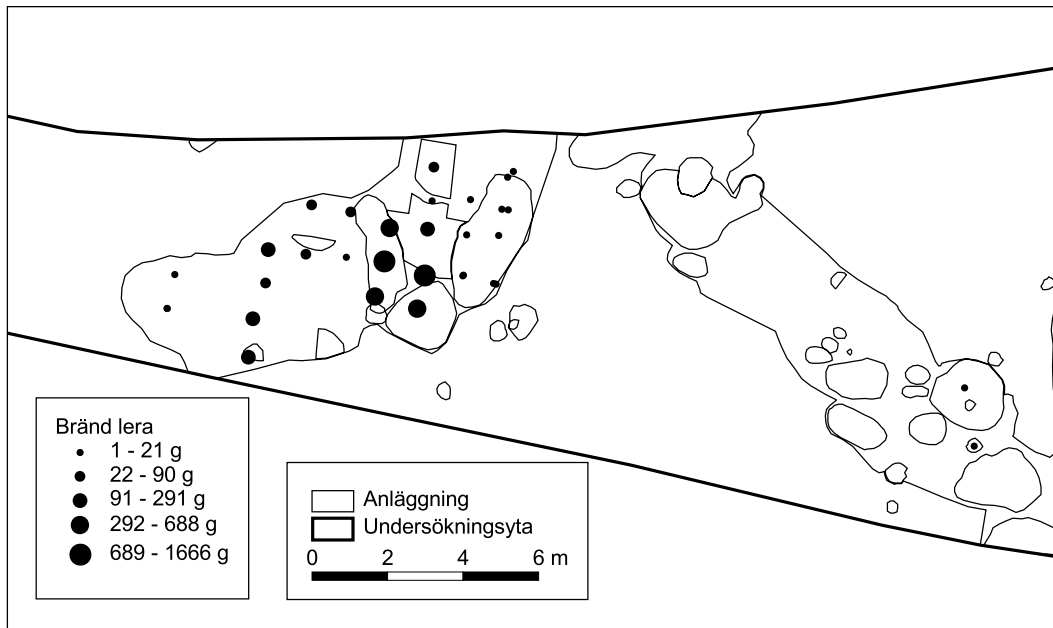 Bränd lera
1 - 21 g
22 - 90 g
91 - 291 g
292 - 688 g
689 - 1666 g
Anläggning
Undersökningsyta
0 2 4 6 m